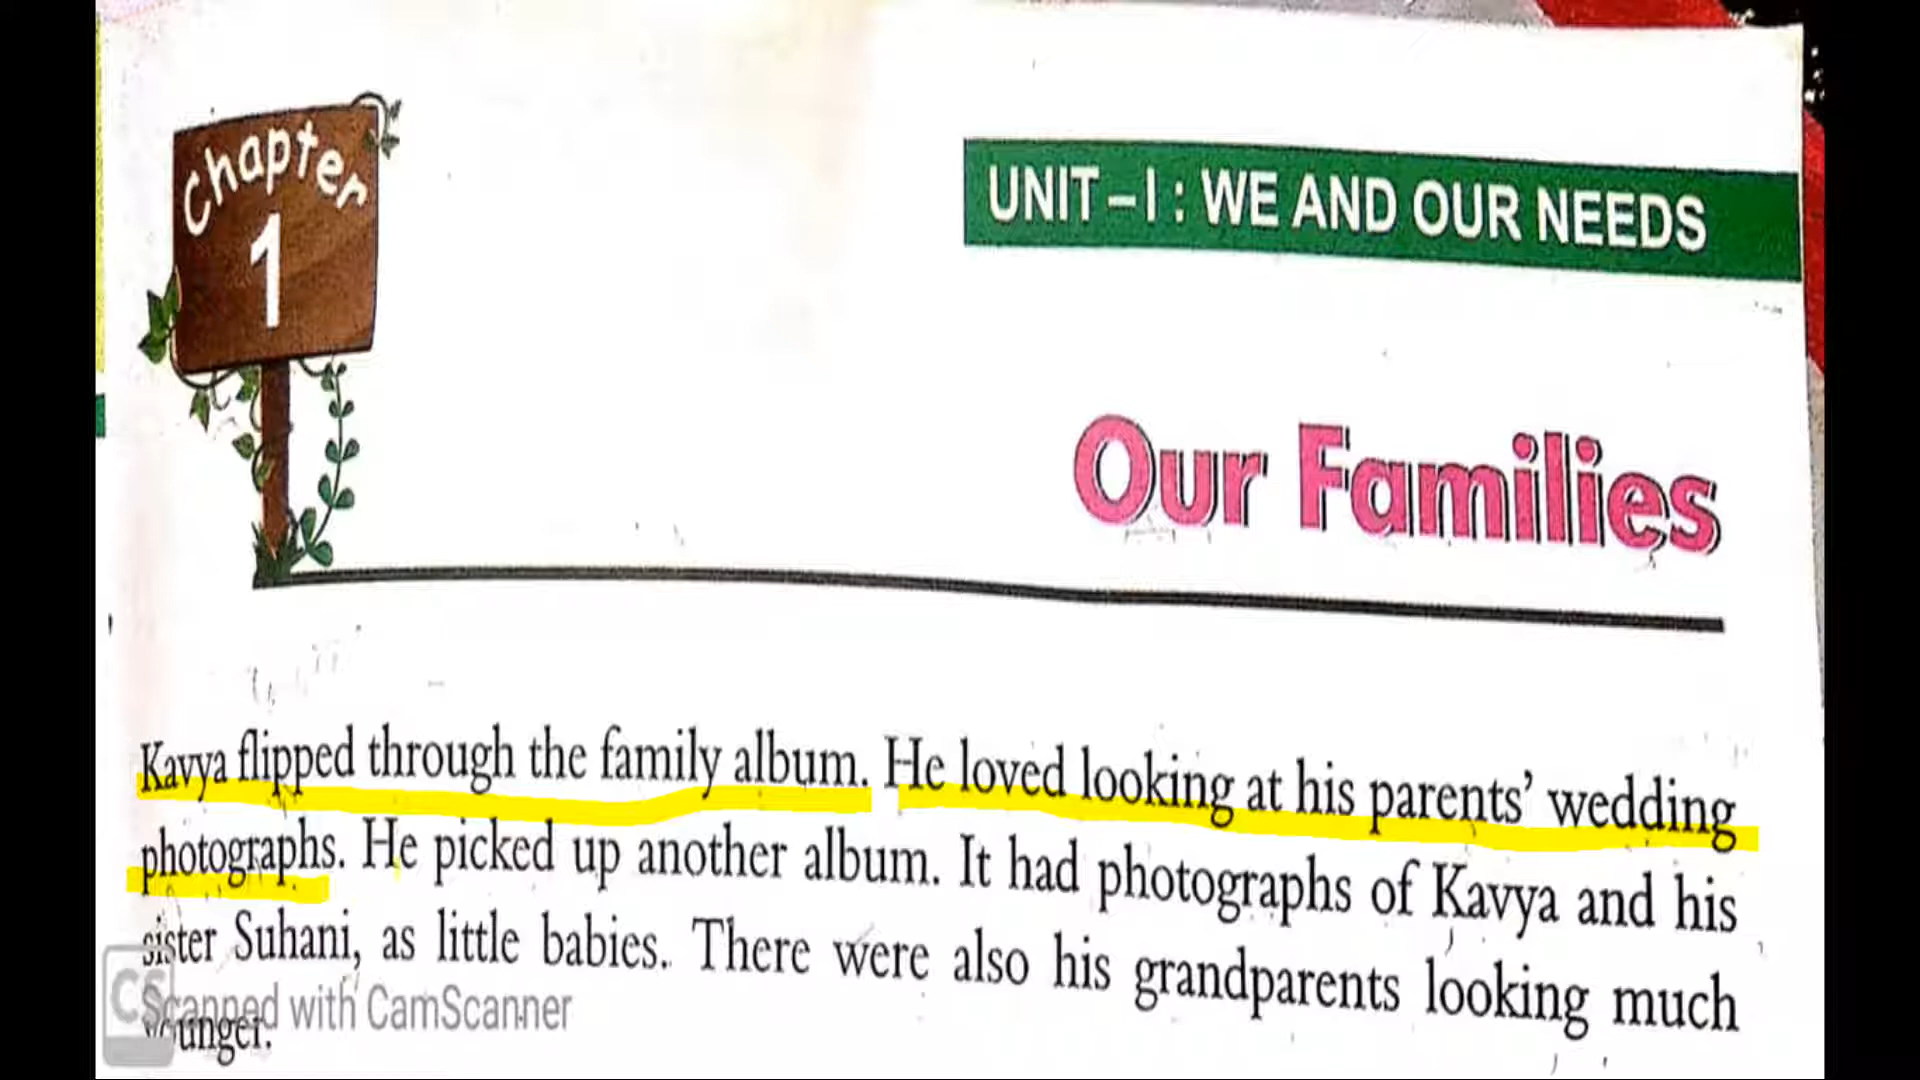 Chapter
1
UNIT – I : WE AND OUR NEEDS
Our Families
Kavya flipped through the family album. He loved looking at his parents' wedding
photographs. He picked up another album. It had photographs of Kavya and his
sister Suhani, as little babies. There were also his grandparents looking much
younger.
CS
Scanned with CamScanner